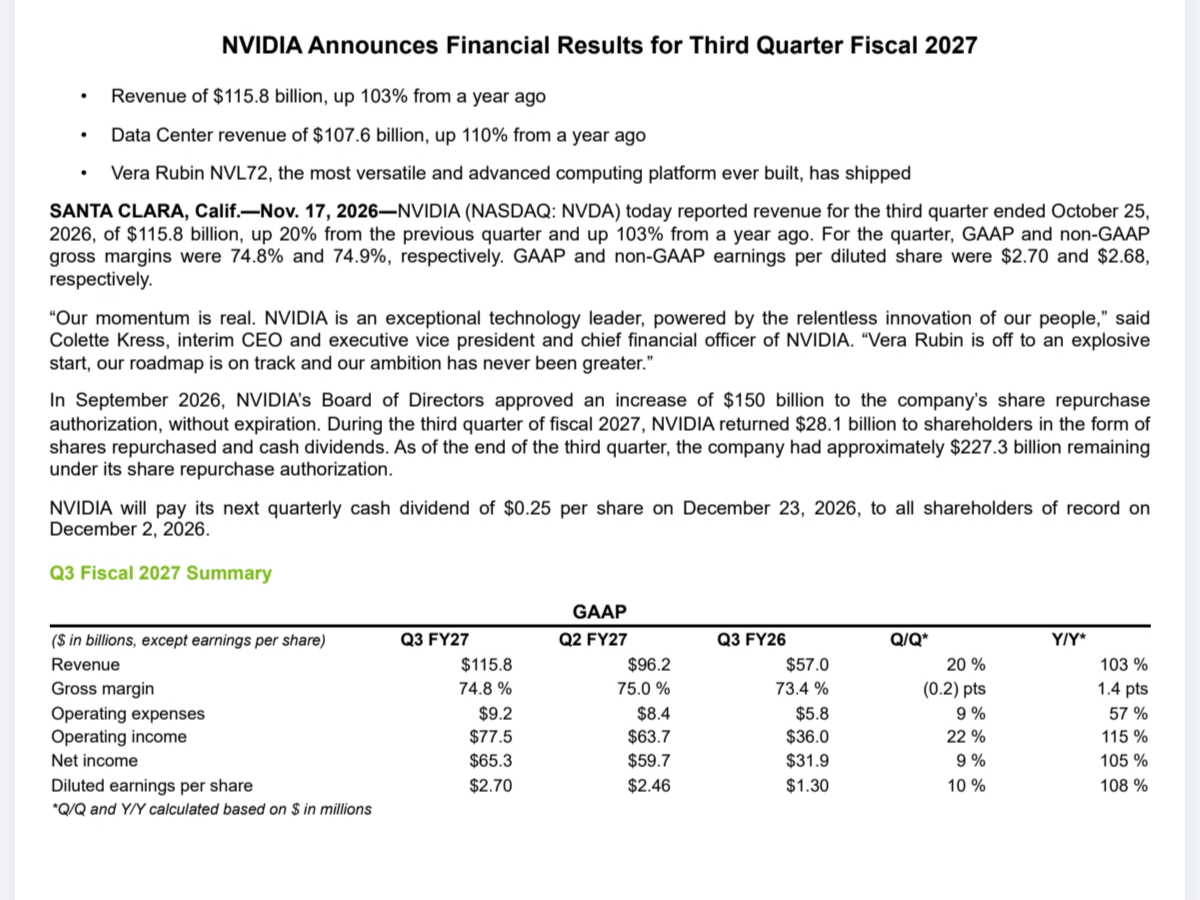 NVIDIA Announces Financial Results for Third Quarter Fiscal 2027
• Revenue of $115.8 billion, up 103% from a year ago
• Data Center revenue of $107.6 billion, up 110% from a year ago
• Vera Rubin NVL72, the most versatile and advanced computing platform ever built, has shipped
SANTA CLARA, Calif.—Nov. 17, 2026—NVIDIA (NASDAQ: NVDA) today reported revenue for the third quarter ended October 25,
2026, of $115.8 billion, up 20% from the previous quarter and up 103% from a year ago. For the quarter, GAAP and non-GAAP
gross margins were 74.8% and 74.9%, respectively. GAAP and non-GAAP earnings per diluted share were $2.70 and $2.68,
respectively.
“Our momentum is real. NVIDIA is an exceptional technology leader, powered by the relentless innovation of our people,” said
Colette Kress, interim CEO and executive vice president and chief financial officer of NVIDIA. “Vera Rubin is off to an explosive
start, our roadmap is on track and our ambition has never been greater.”
In September 2026, NVIDIA’s Board of Directors approved an increase of $150 billion to the company’s share repurchase
authorization, without expiration. During the third quarter of fiscal 2027, NVIDIA returned $28.1 billion to shareholders in the form of
shares repurchased and cash dividends. As of the end of the third quarter, the company had approximately $227.3 billion remaining
under its share repurchase authorization.
NVIDIA will pay its next quarterly cash dividend of $0.25 per share on December 23, 2026, to all shareholders of record on
December 2, 2026.
Q3 Fiscal 2027 Summary
GAAP
($ in billions, except earnings per share) Q3 FY27 Q2 FY27 Q3 FY26 Q/Q* Y/Y*
Revenue $115.8 $96.2 $57.0 20 % 103 %
Gross margin 74.8 % 75.0 % 73.4 % (0.2) pts 1.4 pts
Operating expenses $9.2 $8.4 $5.8 9 % 57 %
Operating income $77.5 $63.7 $36.0 22 % 115 %
Net income $65.3 $59.7 $31.9 9 % 105 %
Diluted earnings per share $2.70 $2.46 $1.30 10 % 108 %
*Q/Q and Y/Y calculated based on $ in millions